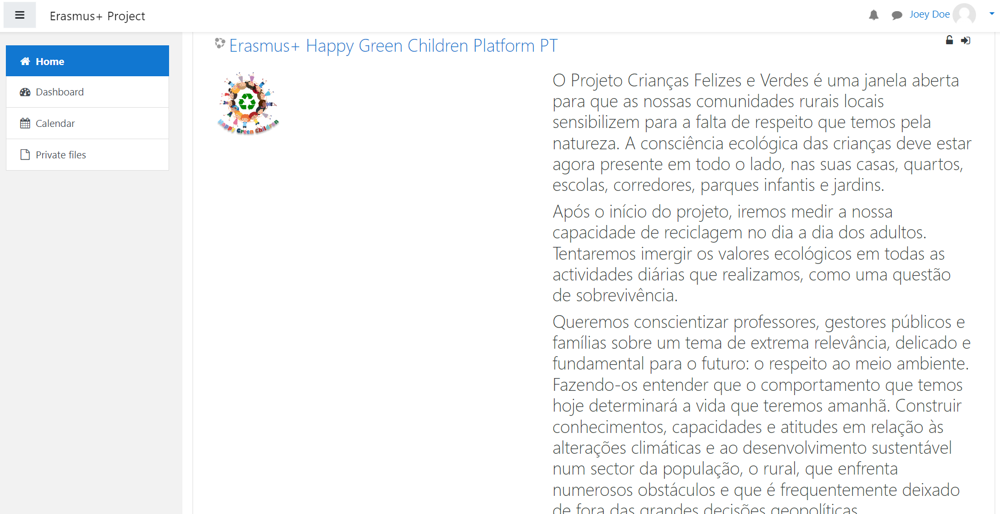 Erasmus+ Project
Joey Doe
Home
Dashboard
Calendar
Private files
Erasmus+ Happy Green Children Platform PT
Happy Green Children
O Projeto Crianças Felizes e Verdes é uma janela aberta
para que as nossas comunidades rurais locais
sensibilizem para a falta de respeito que temos pela
natureza. A consciência ecológica das crianças deve estar
agora presente em todo o lado, nas suas casas, quartos,
escolas, corredores, parques infantis e jardins.
Após o início do projeto, iremos medir a nossa
capacidade de reciclagem no dia a dia dos adultos.
Tentaremos imergir os valores ecológicos em todas as
actividades diárias que realizamos, como uma questão
de sobrevivência.
Queremos conscientizar professores, gestores públicos e
famílias sobre um tema de extrema relevância, delicado e
fundamental para o futuro: o respeito ao meio ambiente.
Fazendo-os entender que o comportamento que temos
hoje determinará a vida que teremos amanhã. Construir
conhecimentos, capacidades e atitudes em relação às
alterações climáticas e ao desenvolvimento sustentável
num sector da população, o rural, que enfrenta
numerosos obstáculos e que é frequentemente deixado
de fora das grandes decisões geopolíticas